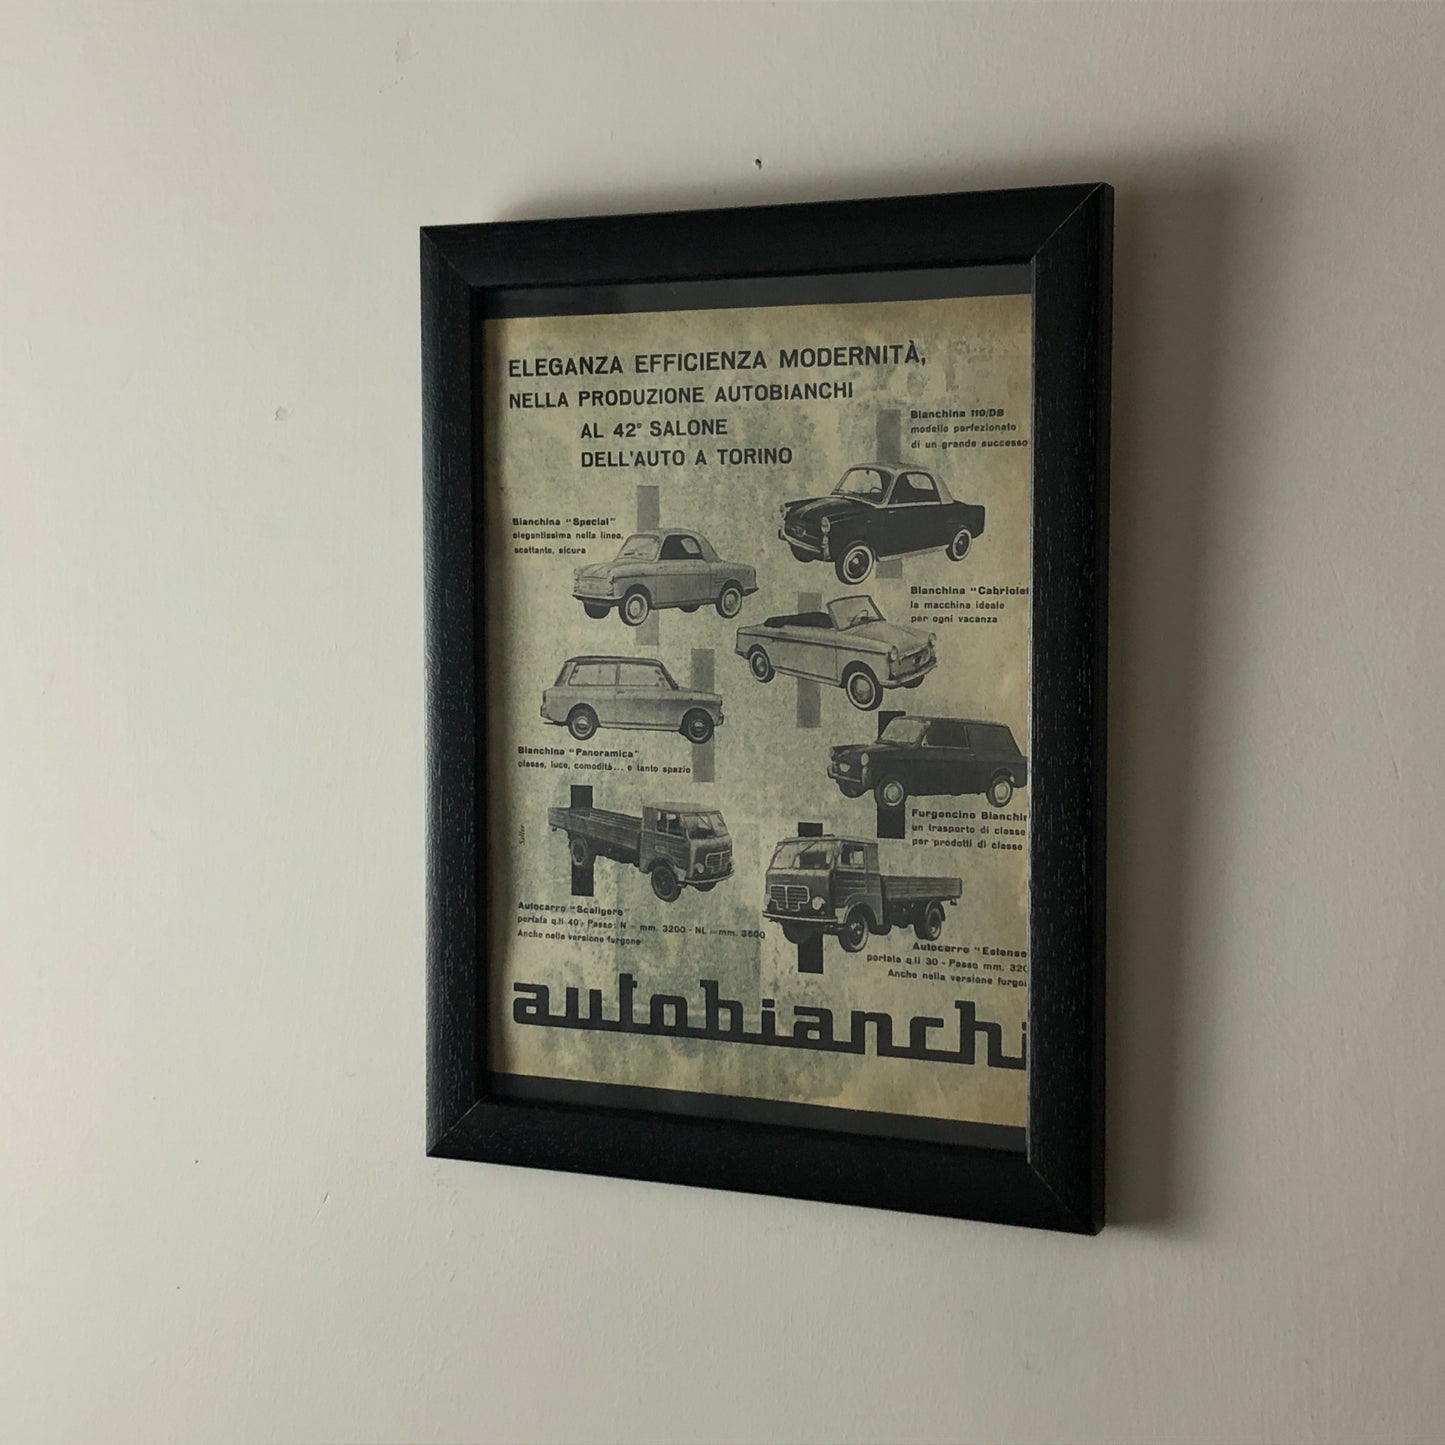 ELEGANZA EFFICIENZA MODERNITÀ,
NELLA PRODUZIONE AUTOBIANCHI
AL 42° SALONE
DELL'AUTO A TORINO
Bianchina 110/DB
modello perfezionato
di un grande successo
Bianchina "Special"
elegantissima nella linea,
scattante, sicura
Bianchina "Cabriolet
la macchina ideale
per ogni vacanza
Bianchina "Panoramica"
classe, luce, comodità... e tanto spazio
Furgoncino Bianchin
un trasporto di classe
per prodotti di classe
Autocarro "Scaligero"
portata q.li 40 - Passo: N = mm. 3200 - NL = mm. 3600
Anche nella versione furgone
Autocarro "Estense
portata q.li 30 - Passo mm. 320
Anche nella versione furgo
autobianchi